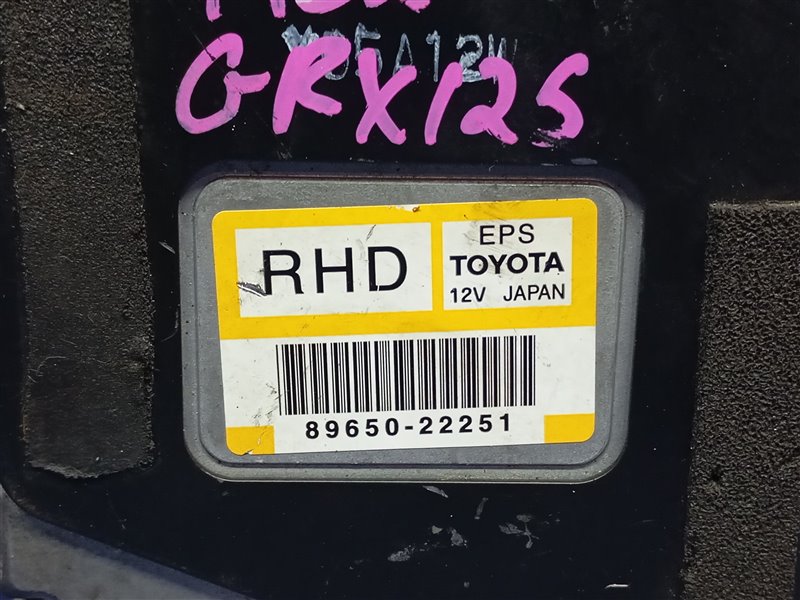 GRX125
RHD
EPS
TOYOTA
12V JAPAN
89650-22251